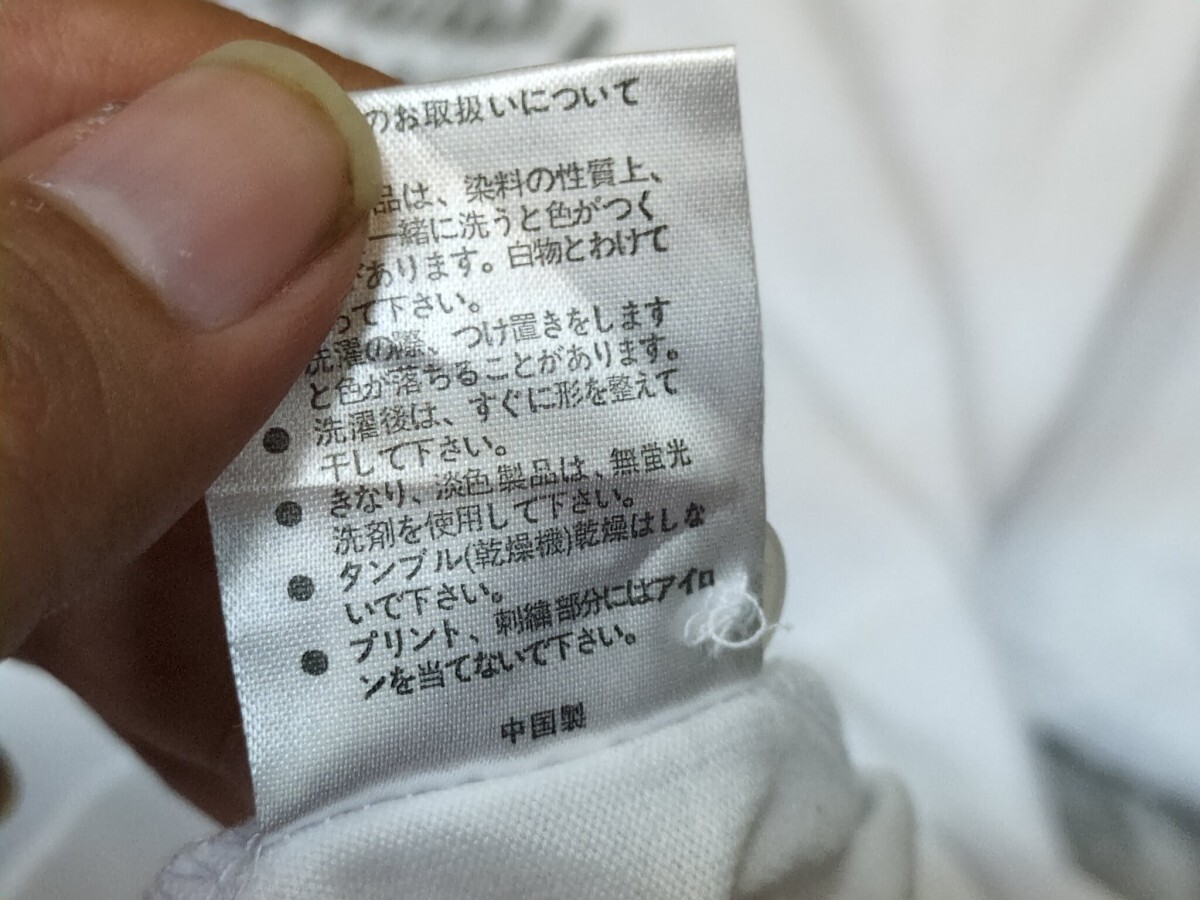 のお取扱いについて
品は、染料の性質上、
一緒に洗うと色がつく
があります。白物とわけて
って下さい。
洗濯の際、つけ置きをします
と色が落ちることがあります。
● 洗濯後は、すぐに形を整えて
干して下さい。
● きなり、淡色製品は、無蛍光
洗剤を使用して下さい。
● タンブル(乾燥機)乾燥はしな
いで下さい。
● プリント、刺繍部分にはアイロ
ンを当てないで下さい。
中国製